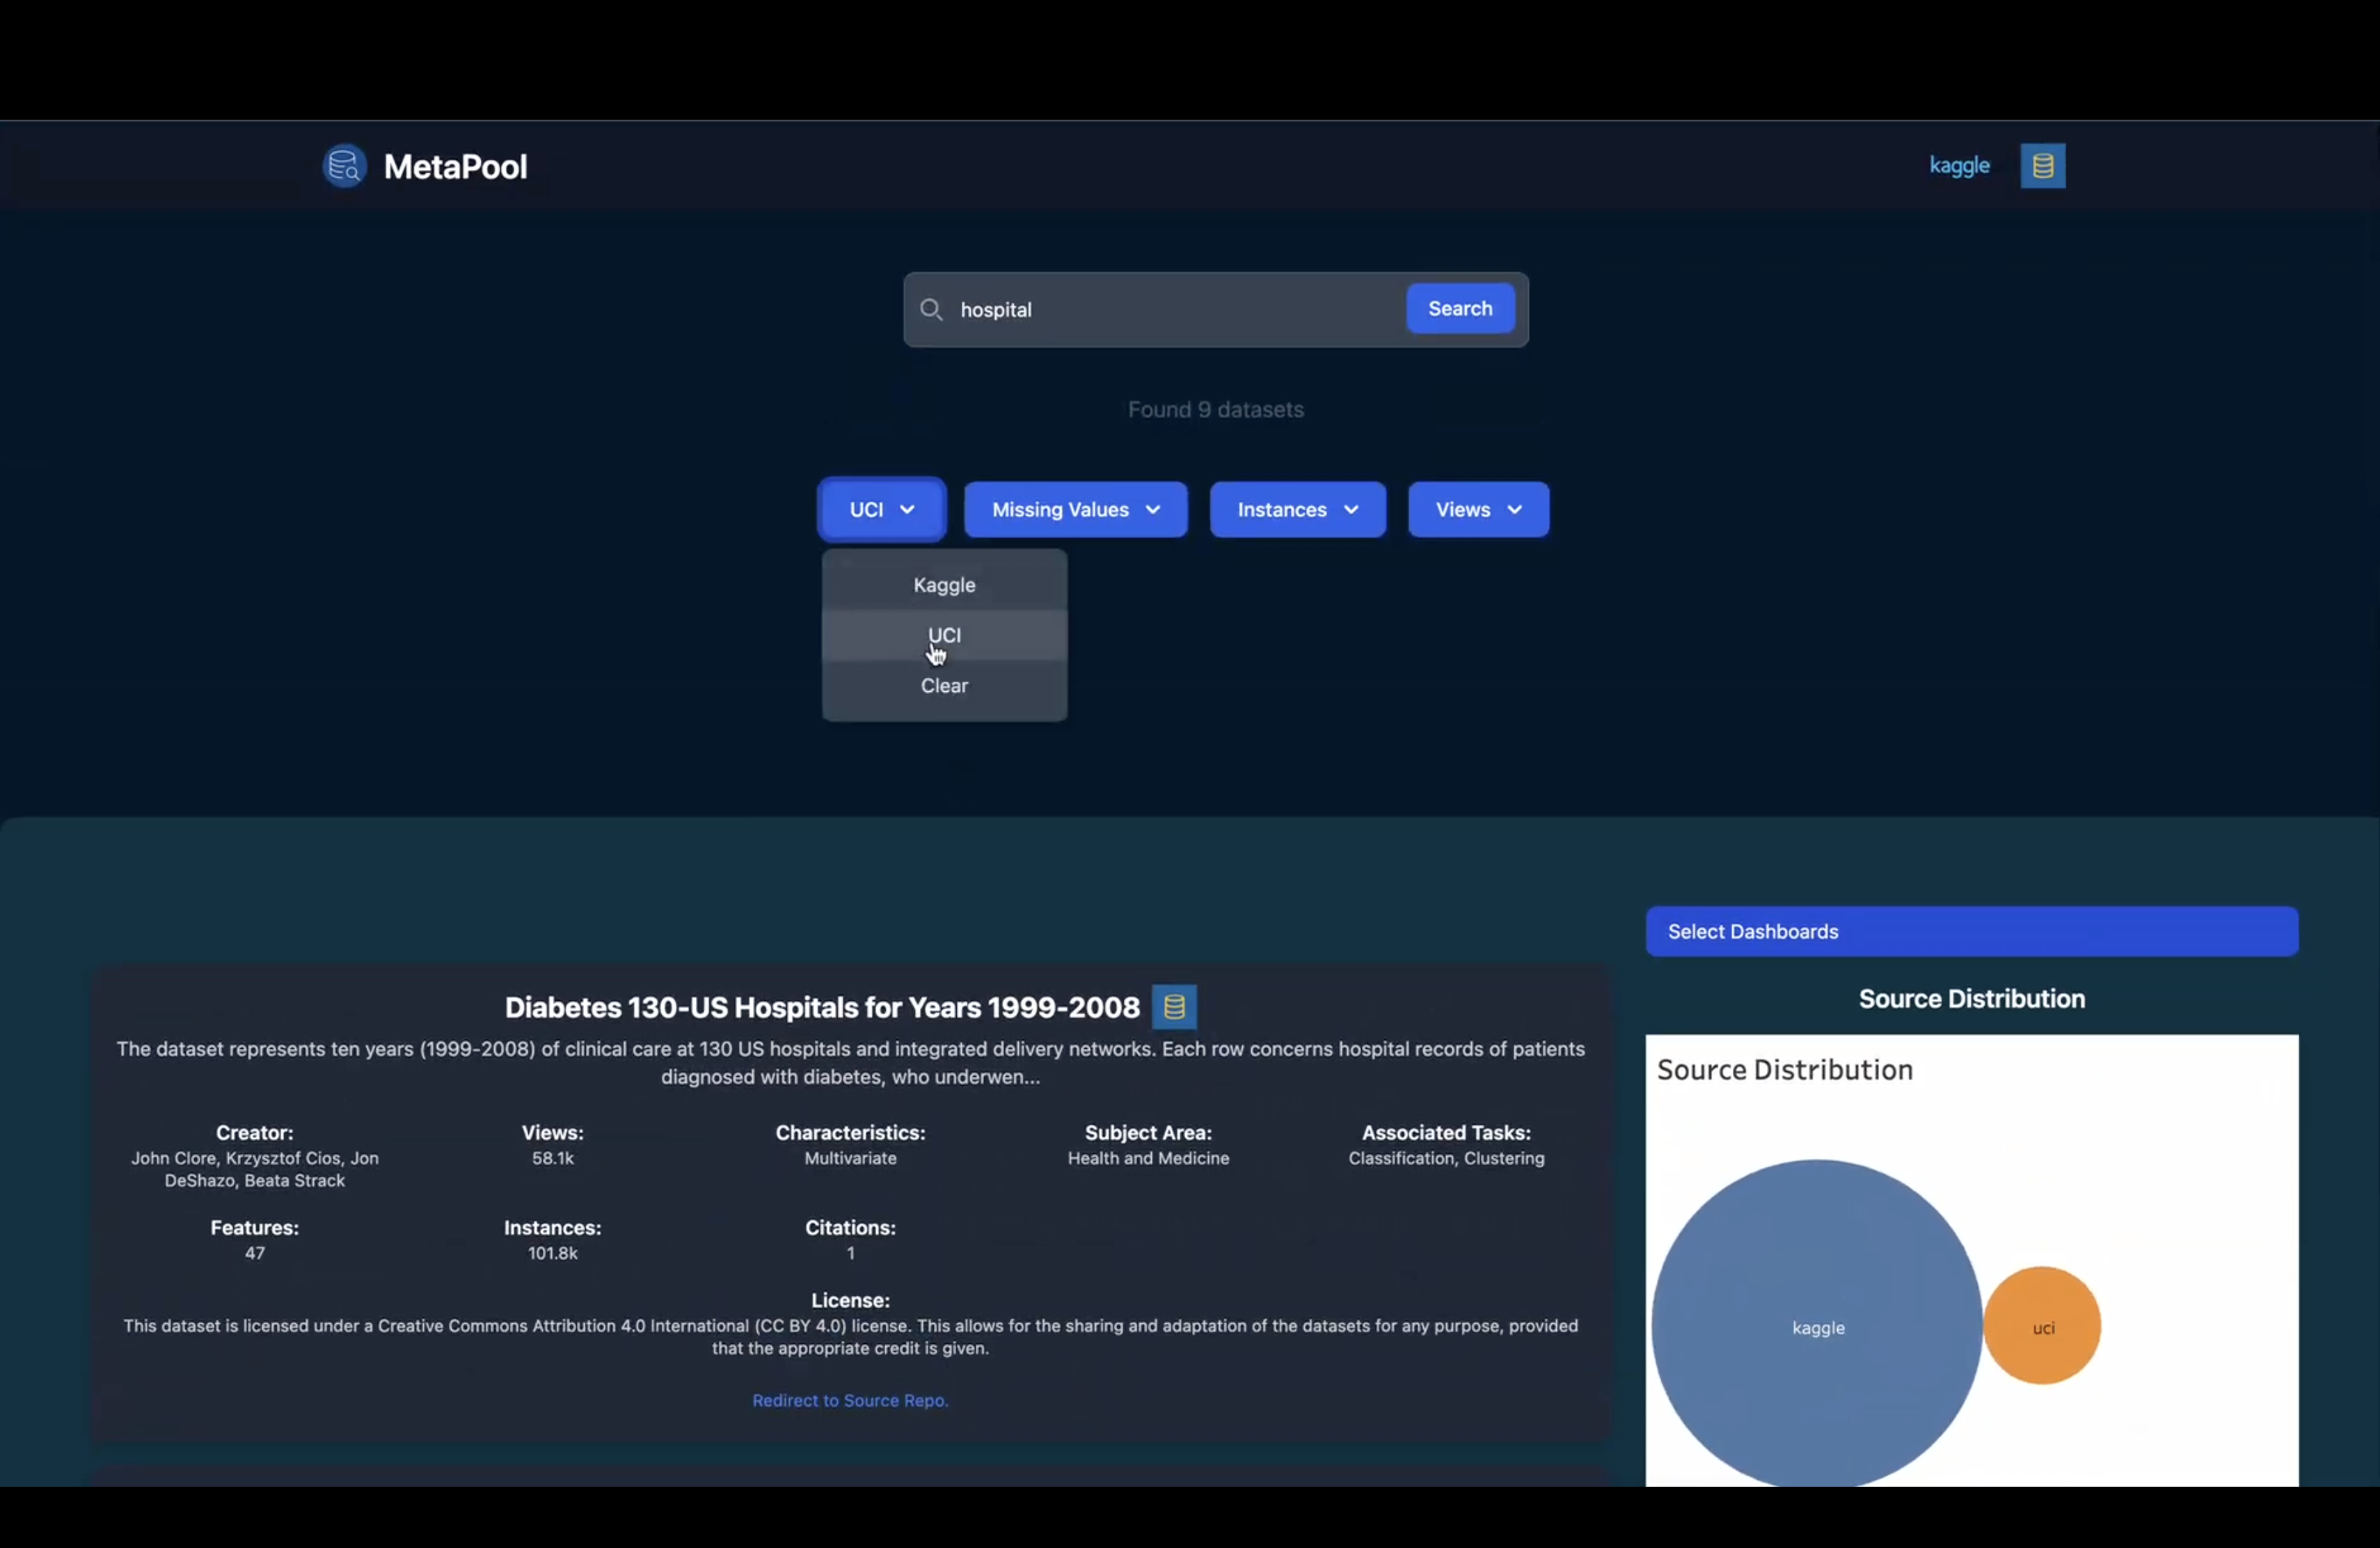 MetaPool
kaggle
hospital
Search
Found 9 datasets
UCI
Missing Values
Instances
Views
Kaggle
UCI
Clear
Select Dashboards
Diabetes 130-US Hospitals for Years 1999-2008
The dataset represents ten years (1999-2008) of clinical care at 130 US hospitals and integrated delivery networks. Each row concerns hospital records of patients
diagnosed with diabetes, who underwen...
Creator:
John Clore, Krzysztof Cios, Jon
DeShazo, Beata Strack
Views:
58.1k
Characteristics:
Multivariate
Subject Area:
Health and Medicine
Associated Tasks:
Classification, Clustering
Features:
47
Instances:
101.8k
Citations:
1
License:
This dataset is licensed under a Creative Commons Attribution 4.0 International (CC BY 4.0) license. This allows for the sharing and adaptation of the datasets for any purpose, provided
that the appropriate credit is given.
Redirect to Source Repo.
Source Distribution
Source Distribution
kaggle
uci